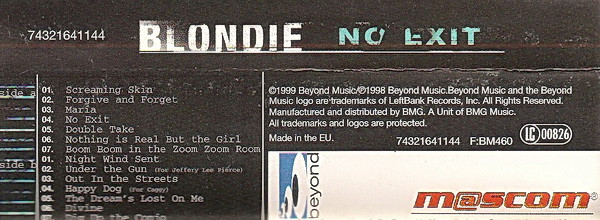 74321641144 BLONDIE NO EXIT
side a
01. Screaming Skin
02. Forgive and Forget
03. Maria
04. No Exit
05. Double Take
06. Nothing is Real But the Girl
07. Boom Boom in the Zoom Zoom Room
side b
01. Night Wind Sent
02. Under the Gun (For Jeffery Lee Pierce)
03. Out In the Streets
04. Happy Dog (For Caggy)
05. The Dream's Lost On Me
06. Divine
©1999 Beyond Music/℗1998 Beyond Music.Beyond Music and the Beyond
Music logo are trademarks of LeftBank Records, Inc. All Rights Reserved.
Manufactured and distributed by BMG. A Unit of BMG Music.
All trademarks and logos are protected.
Made in the EU. 74321641144 F:BM460 LC 00826
beyond
m@scom®